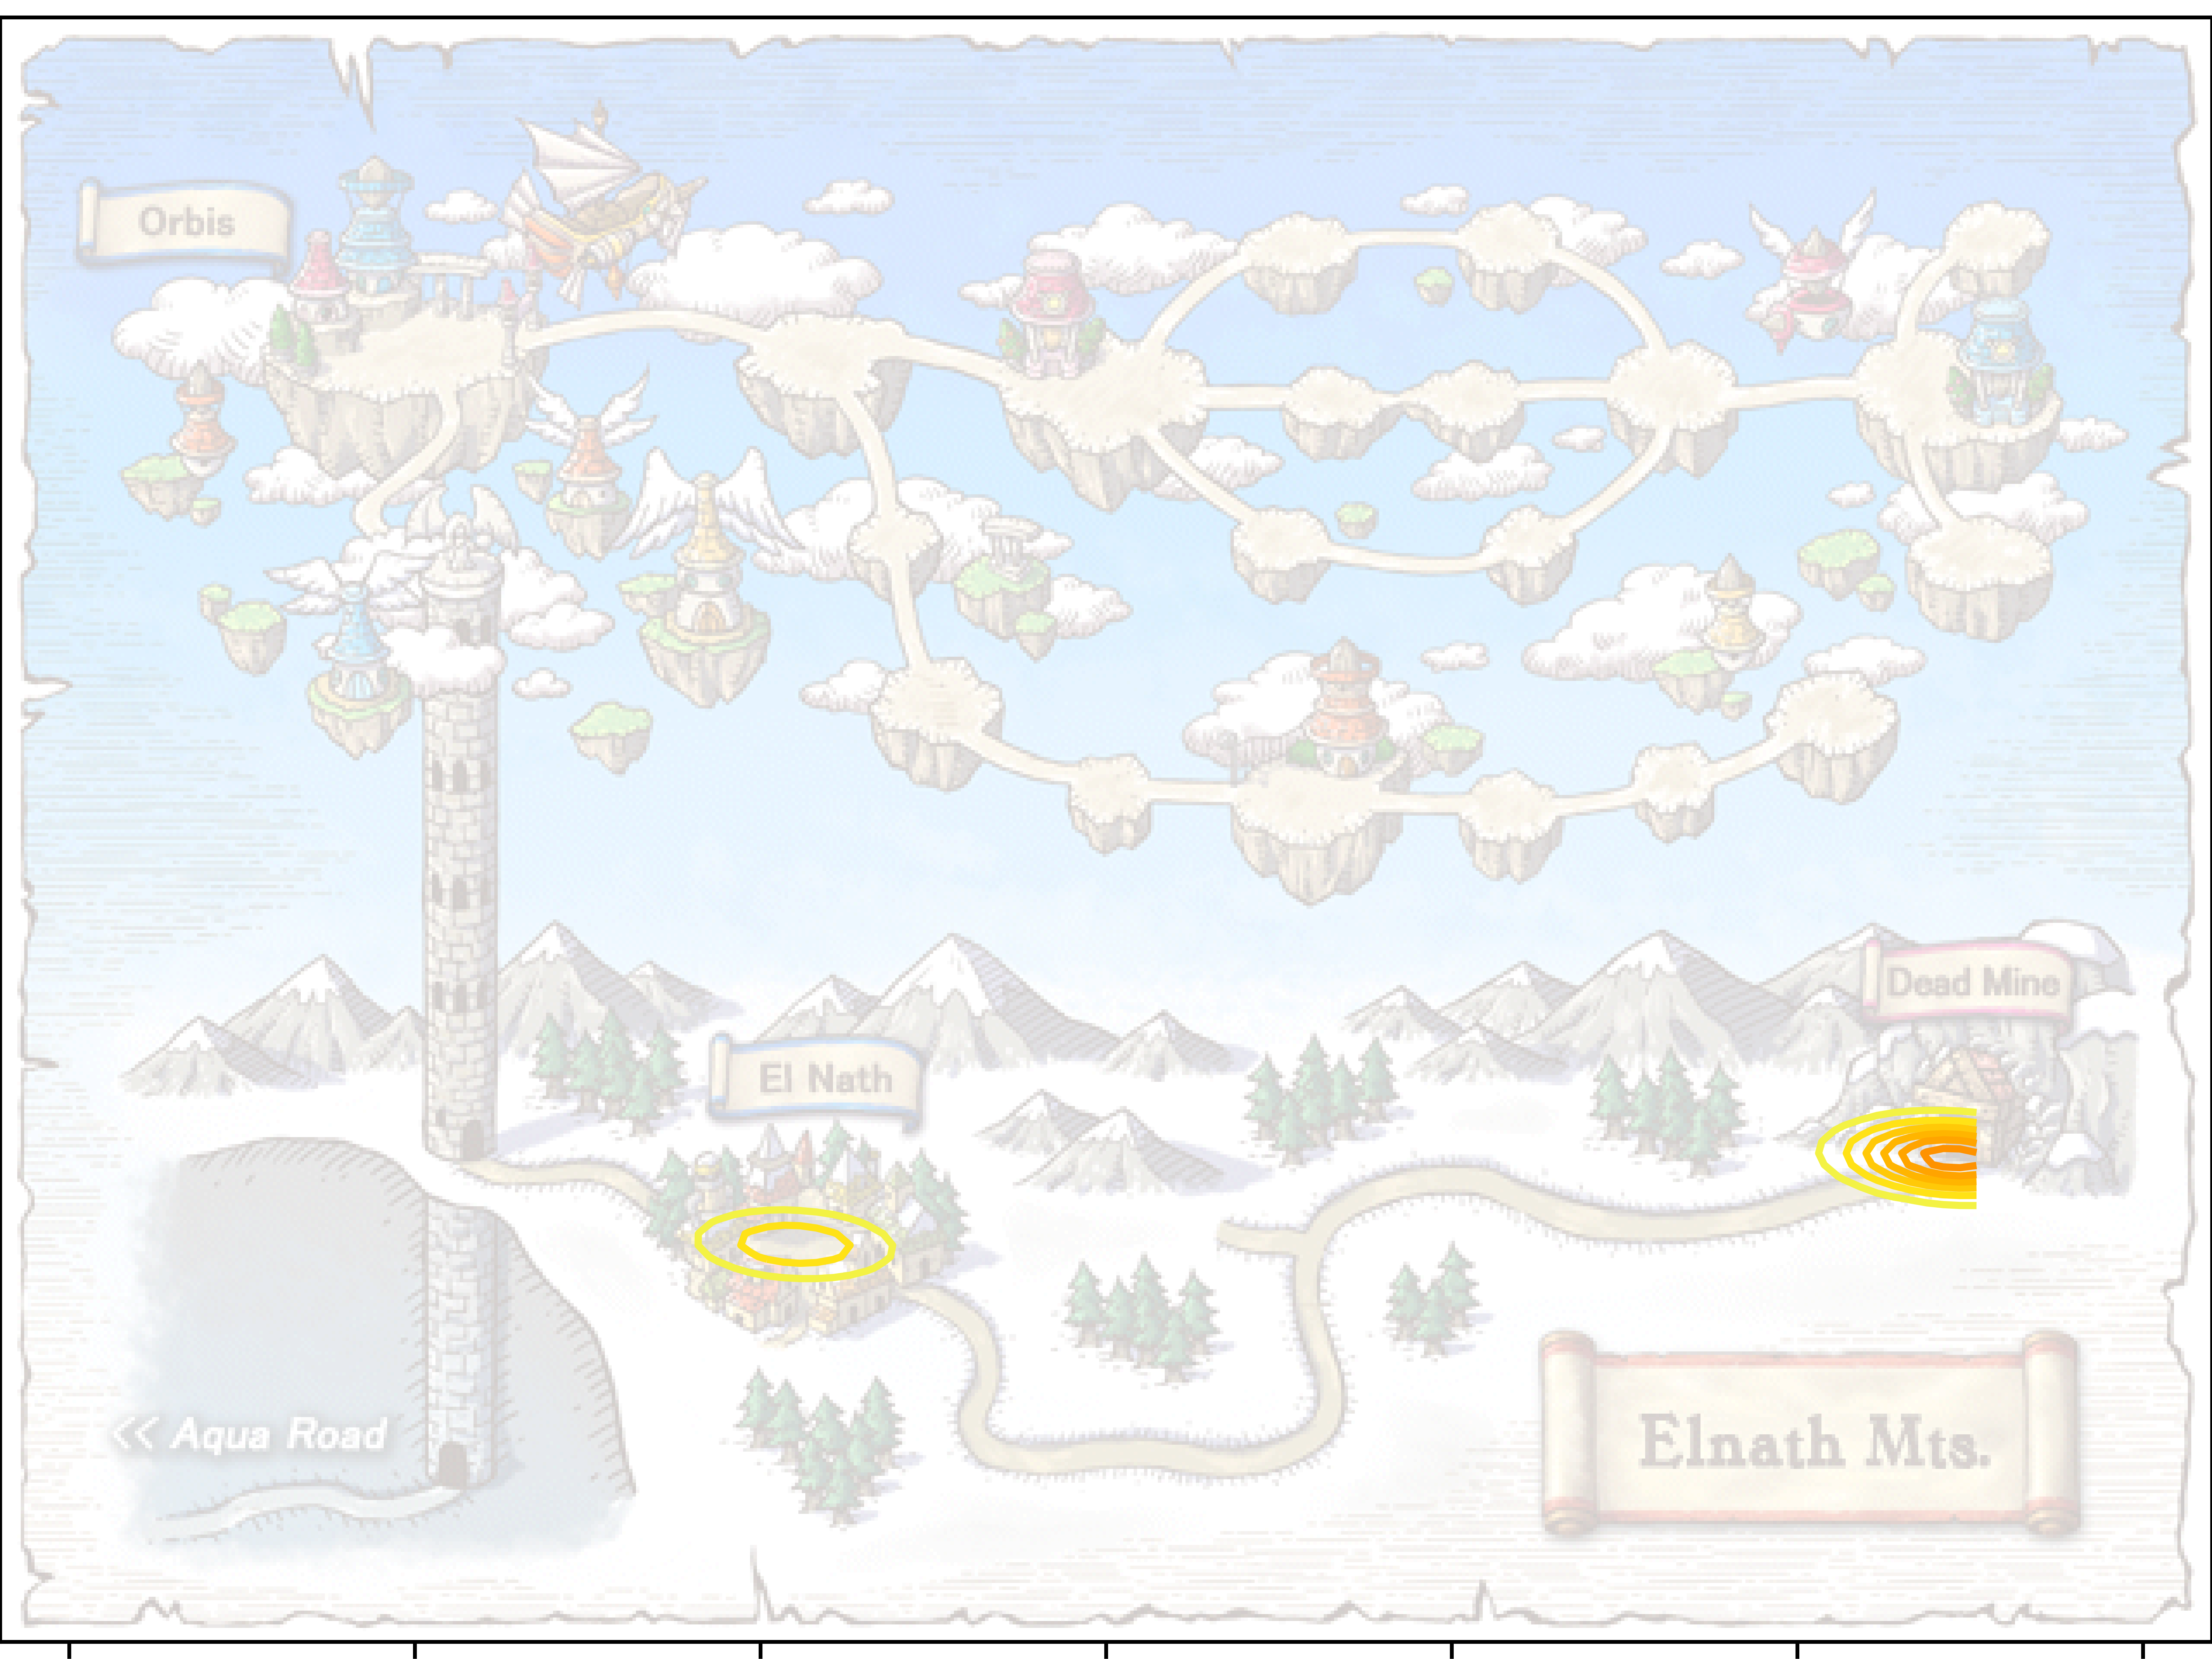 Orbis
Dead Mine
El Nath
<< Aqua Road
Elnath Mts.